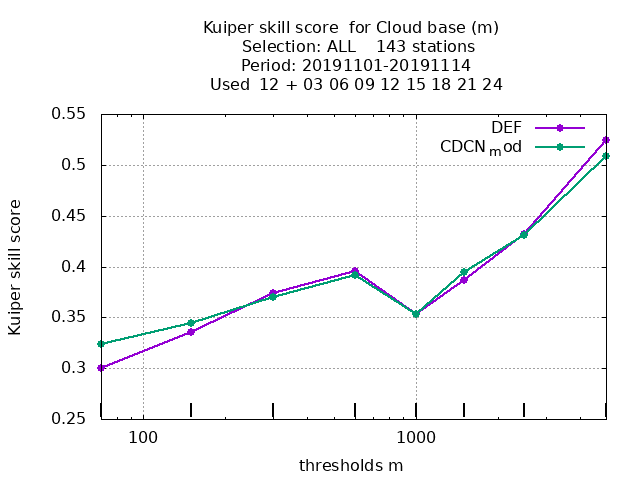 Kuiper skill score  for Cloud base (m)
Selection: ALL    143 stations
Period: 20191101-20191114
Used  12 + 03 06 09 12 15 18 21 24
DEF
CDCN_mod
Kuiper skill score
0.55
0.5
0.45
0.4
0.35
0.3
0.25
100 1000
thresholds m